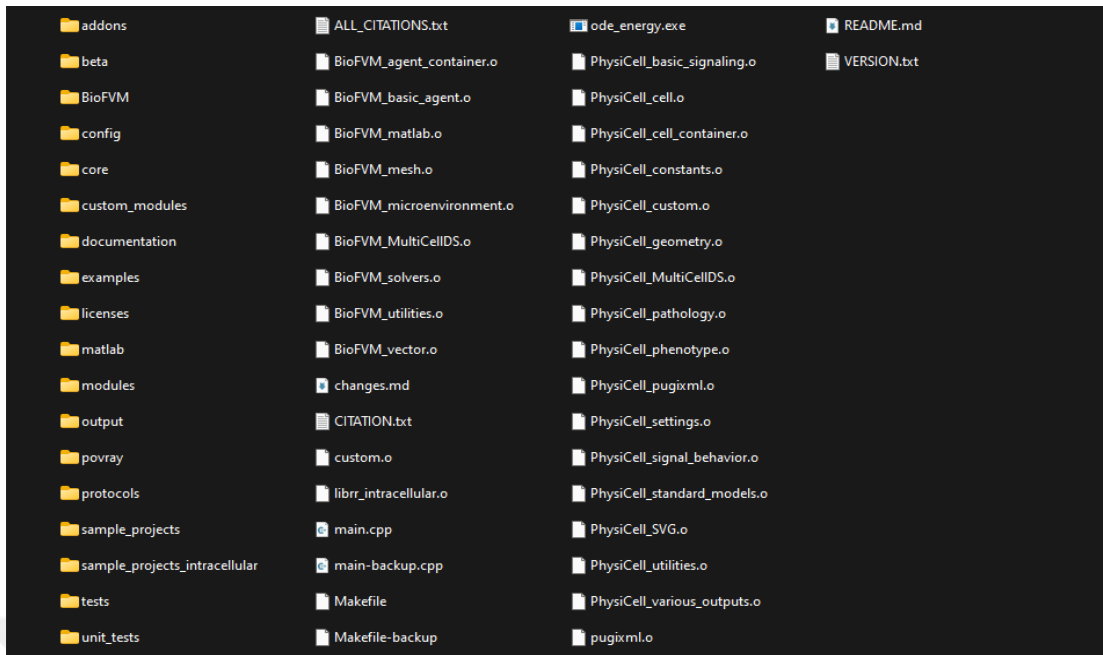 addons
beta
BioFVM
config
core
custom_modules
documentation
examples
licenses
matlab
modules
output
povray
protocols
sample_projects
sample_projects_intracellular
tests
unit_tests
ALL_CITATIONS.txt
BioFVM_agent_container.o
BioFVM_basic_agent.o
BioFVM_matlab.o
BioFVM_mesh.o
BioFVM_microenvironment.o
BioFVM_MultiCellDS.o
BioFVM_solvers.o
BioFVM_utilities.o
BioFVM_vector.o
changes.md
CITATION.txt
custom.o
librr_intracellular.o
main.cpp
main-backup.cpp
Makefile
Makefile-backup
ode_energy.exe
PhysiCell_basic_signaling.o
PhysiCell_cell.o
PhysiCell_cell_container.o
PhysiCell_constants.o
PhysiCell_custom.o
PhysiCell_geometry.o
PhysiCell_MultiCellDS.o
PhysiCell_pathology.o
PhysiCell_phenotype.o
PhysiCell_pugixml.o
PhysiCell_settings.o
PhysiCell_signal_behavior.o
PhysiCell_standard_models.o
PhysiCell_SVG.o
PhysiCell_utilities.o
PhysiCell_various_outputs.o
pugixml.o
README.md
VERSION.txt